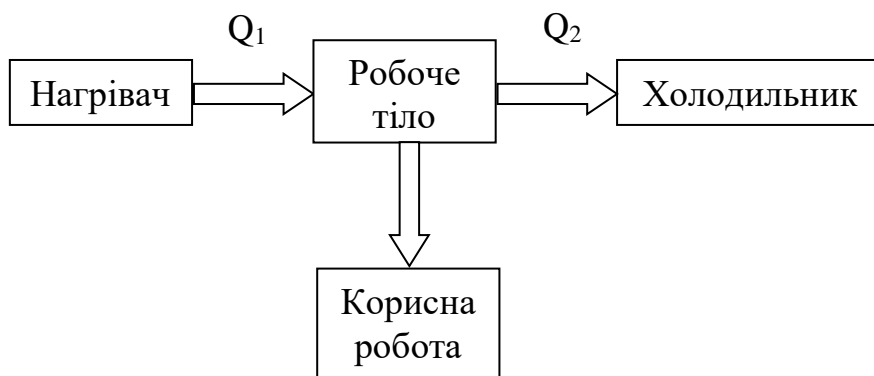 Q₁
Q₂
Нагрівач
Робоче
тіло
Холодильник
Корисна
робота